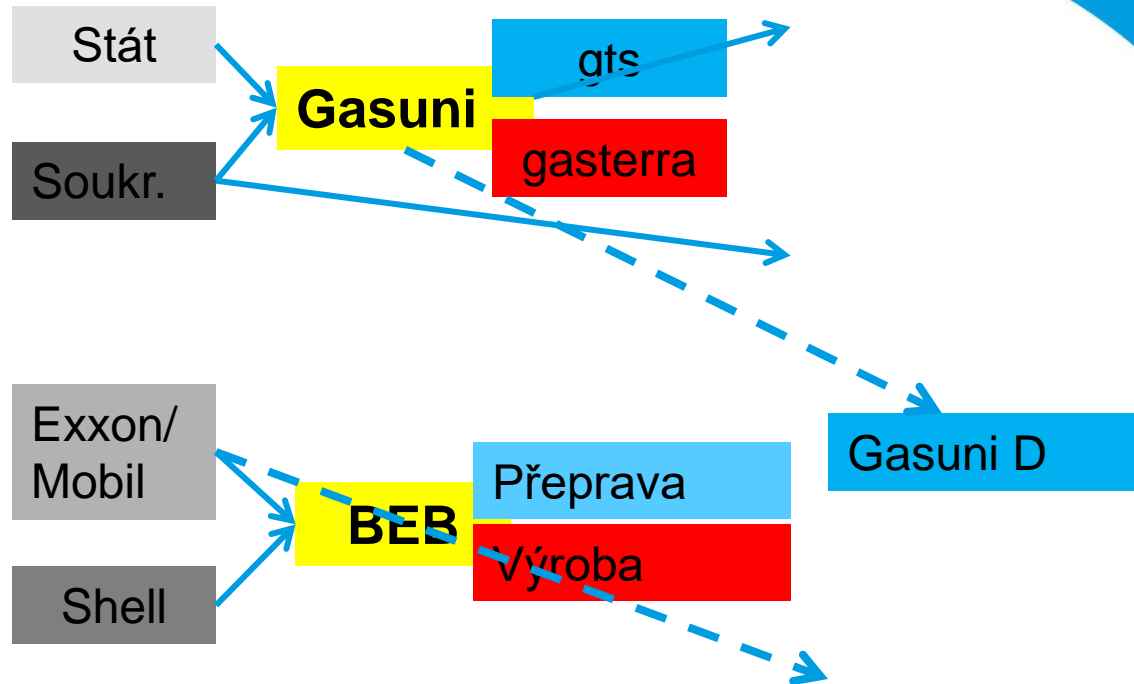 Stát
gts
Gasuni
gasterra
Soukr.
Exxon/
Mobil
Gasuni D
Přeprava
BEB
Výroba
Shell